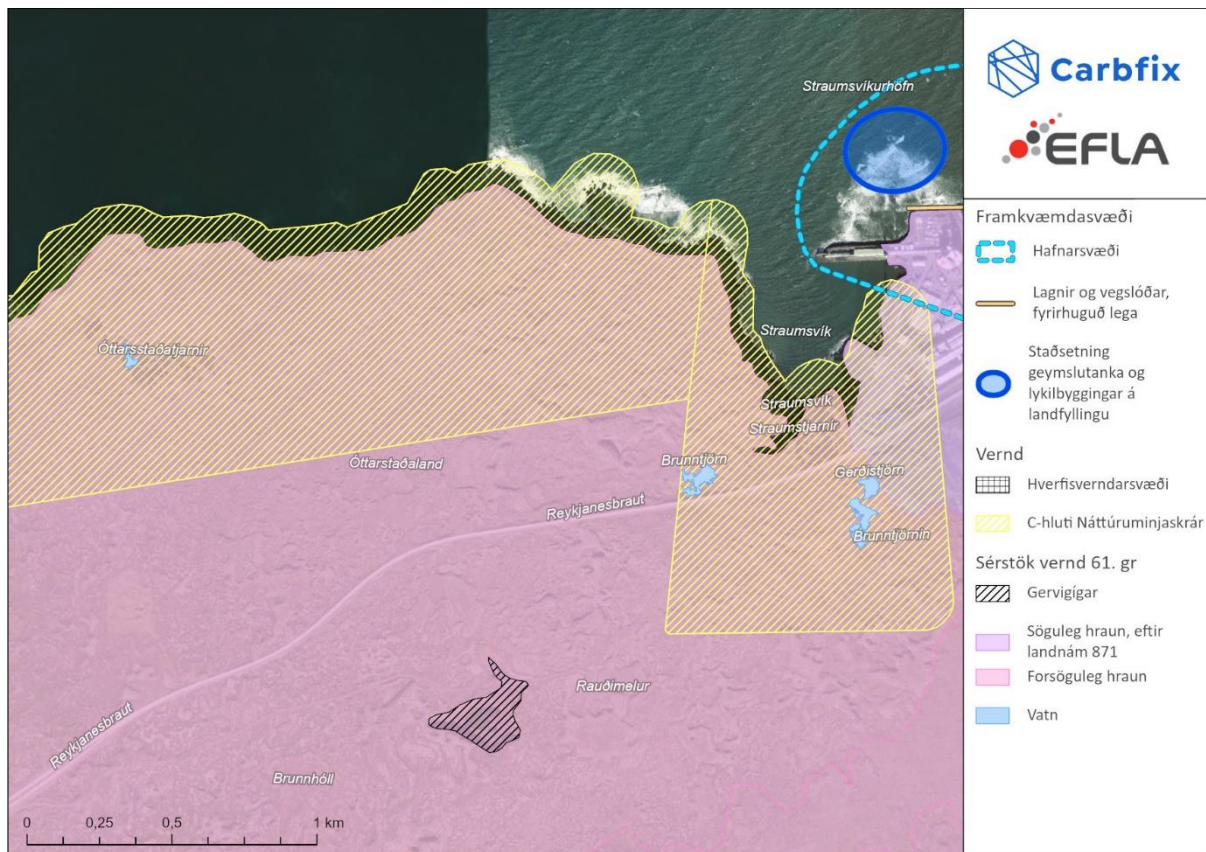 Straumsvíkurhöfn
Straumsvík
Óttarsstaðatjarnir
Straumsvík
Straumstjarnir
Óttarstaðaland
Brunntjörn
Gerðistjörn
Reykjanesbraut
Brunntjörnin
Rauðimelur
Reykjanesbraut
Brunnhóll
0 0,25 0,5 1 km
Carbfix
EFLA
Framkvæmdasvæði
Hafnarsvæði
Lagnir og vegslóðar,
fyrirhuguð lega
Staðsetning
geymslutanka og
lykilbyggingar á
landfyllingu
Vernd
Hverfisverndarsvæði
C-hluti Náttúruminjaskrár
Sérstök vernd 61. gr
Gervigígar
Söguleg hraun, eftir
landnám 871
Forsöguleg hraun
Vatn